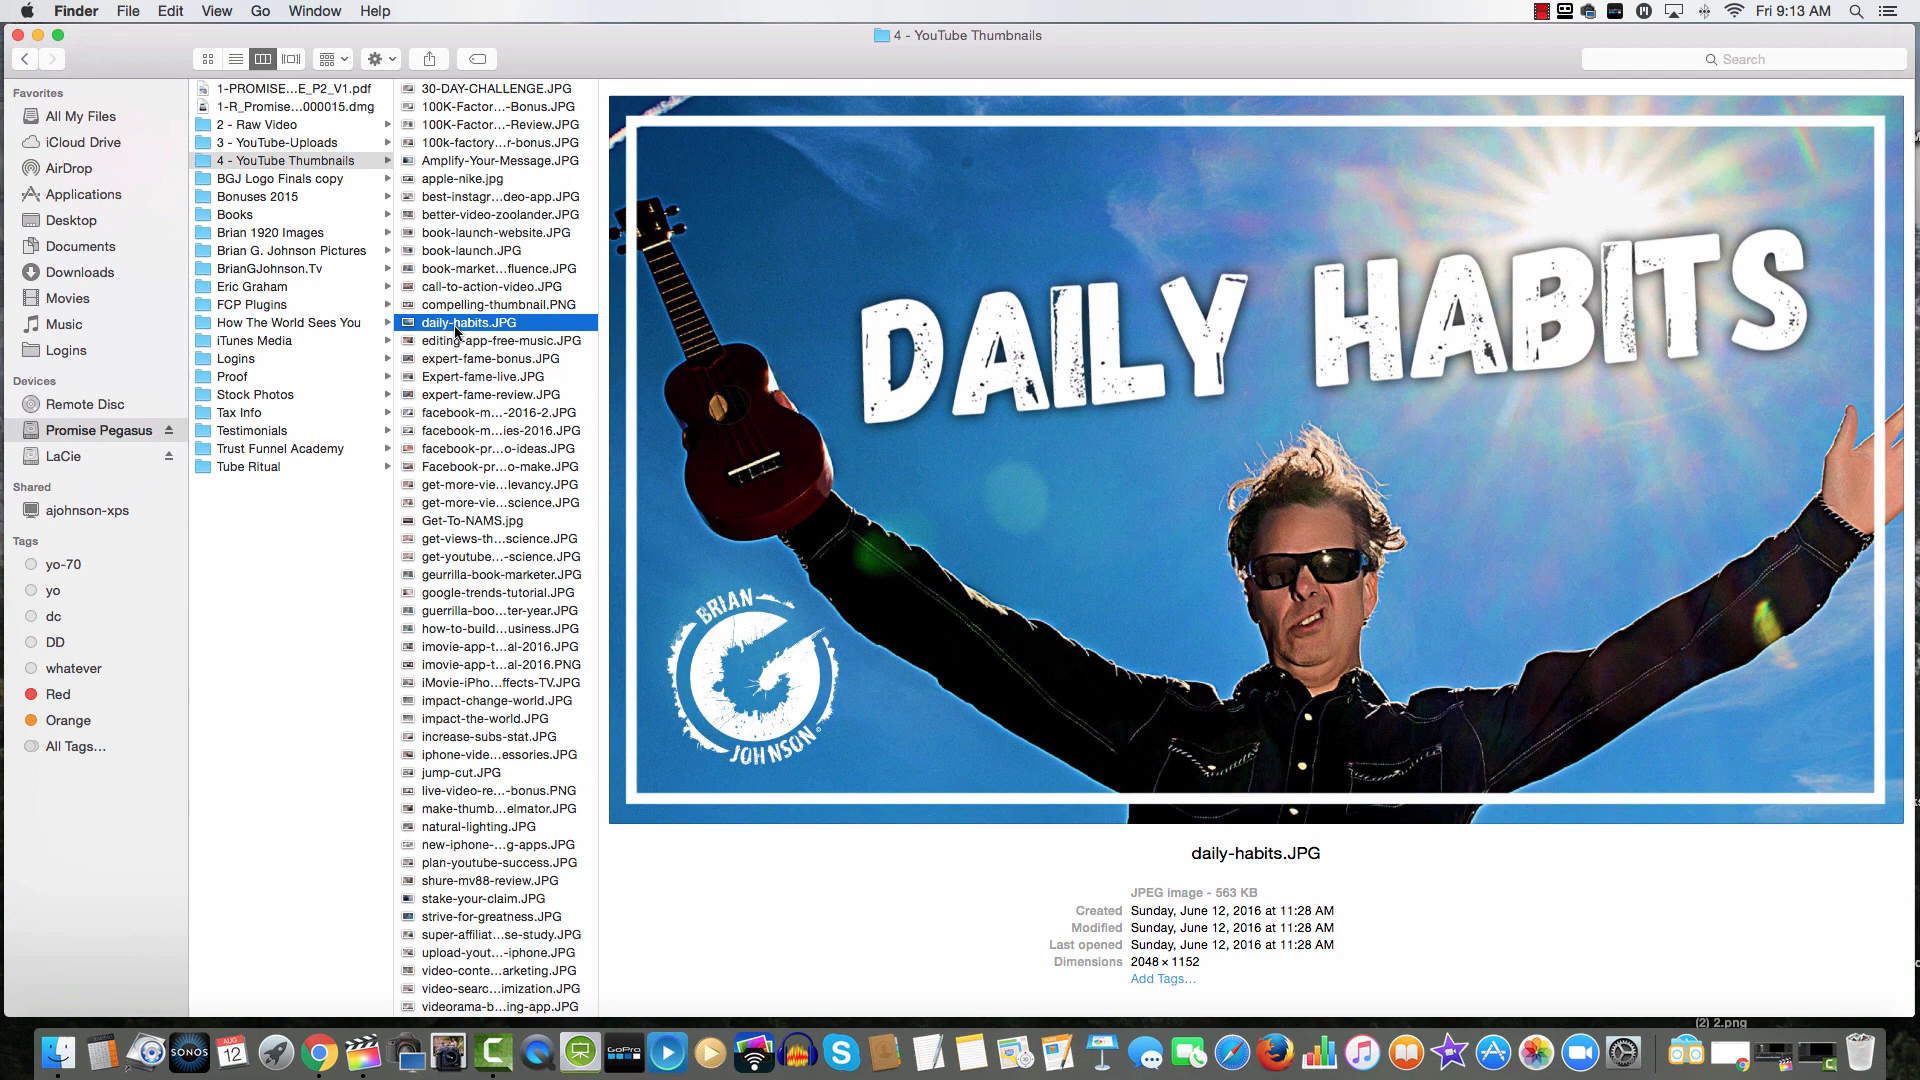 Finder File Edit View Go Window Help
Fri 9:13 AM
4 - YouTube Thumbnails
Search
Favorites
All My Files
iCloud Drive
AirDrop
Applications
Desktop
Documents
Downloads
Movies
Music
Logins
Devices
Remote Disc
Promise Pegasus
LaCie
Shared
ajohnson-xps
Tags
yo-70
yo
dc
DD
whatever
Red
Orange
All Tags...
1-PROMISE...E_P2_V1.pdf
1-R_Promise...000015.dmg
2 - Raw Video
3 - YouTube-Uploads
4 - YouTube Thumbnails
BGJ Logo Finals copy
Bonuses 2015
Books
Brian 1920 Images
Brian G. Johnson Pictures
BrianGJohnson.Tv
Eric Graham
FCP Plugins
How The World Sees You
iTunes Media
Logins
Proof
Stock Photos
Tax Info
Testimonials
Trust Funnel Academy
Tube Ritual
30-DAY-CHALLENGE.JPG
100K-Factor...-Bonus.JPG
100K-Factor...-Review.JPG
100k-factory...r-bonus.JPG
Amplify-Your-Message.JPG
apple-nike.jpg
best-instagr...deo-app.JPG
better-video-zoolander.JPG
book-launch-website.JPG
book-launch.JPG
book-market...fluence.JPG
call-to-action-video.JPG
compelling-thumbnail.PNG
daily-habits.JPG
editing-app-free-music.JPG
expert-fame-bonus.JPG
Expert-fame-live.JPG
expert-fame-review.JPG
facebook-m...-2016-2.JPG
facebook-m...ies-2016.JPG
facebook-pr...o-ideas.JPG
Facebook-pr...o-make.JPG
get-more-vie...levancy.JPG
get-more-vie...science.JPG
Get-To-NAMS.jpg
get-views-th...science.JPG
get-youtube...-science.JPG
geurrilla-book-marketer.JPG
google-trends-tutorial.JPG
guerrilla-boo...ter-year.JPG
how-to-build...usiness.JPG
imovie-app-t...al-2016.JPG
imovie-app-t...al-2016.PNG
iMovie-iPho...ffects-TV.JPG
impact-change-world.JPG
impact-the-world.JPG
increase-subs-stat.JPG
iphone-vide...essories.JPG
jump-cut.JPG
live-video-re...-bonus.PNG
make-thumb...elmator.JPG
natural-lighting.JPG
new-iphone-...g-apps.JPG
plan-youtube-success.JPG
shure-mv88-review.JPG
stake-your-claim.JPG
strive-for-greatness.JPG
super-affiliat...se-study.JPG
upload-yout...-iphone.JPG
video-conte...arketing.JPG
video-searc...imization.JPG
videorama-b...ing-app.JPG
DAILY HABITS
BRIAN
G
JOHNSON
daily-habits.JPG
JPEG image - 563 KB
Created Sunday, June 12, 2016 at 11:28 AM
Modified Sunday, June 12, 2016 at 11:28 AM
Last opened Sunday, June 12, 2016 at 11:28 AM
Dimensions 2048 × 1152
Add Tags...
(2) 2.png
SONOS
AUG
12
GoPro